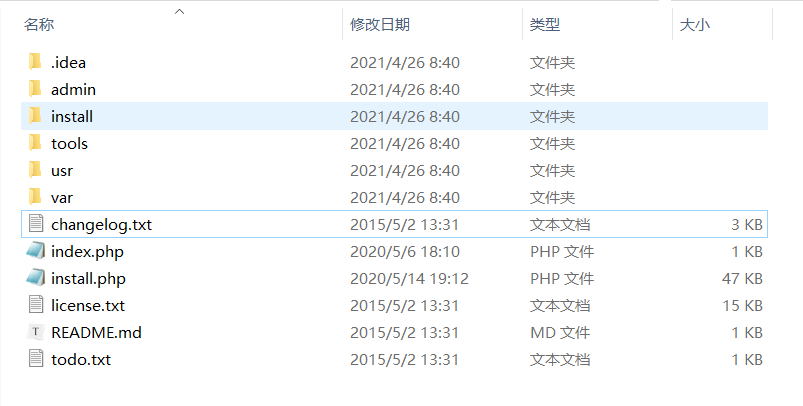 名称 修改日期 类型 大小
.idea 2021/4/26 8:40 文件夹
admin 2021/4/26 8:40 文件夹
install 2021/4/26 8:40 文件夹
tools 2021/4/26 8:40 文件夹
usr 2021/4/26 8:40 文件夹
var 2021/4/26 8:40 文件夹
changelog.txt 2015/5/2 13:31 文本文档 3 KB
index.php 2020/5/6 18:10 PHP 文件 1 KB
install.php 2020/5/14 19:12 PHP 文件 47 KB
license.txt 2015/5/2 13:31 文本文档 15 KB
T README.md 2015/5/2 13:31 MD 文件 1 KB
todo.txt 2015/5/2 13:31 文本文档 1 KB